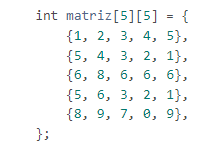 int matriz[5][5] = {
{1, 2, 3, 4, 5},
{5, 4, 3, 2, 1},
{6, 8, 6, 6, 6},
{5, 6, 3, 2, 1},
{8, 9, 7, 0, 9},
};